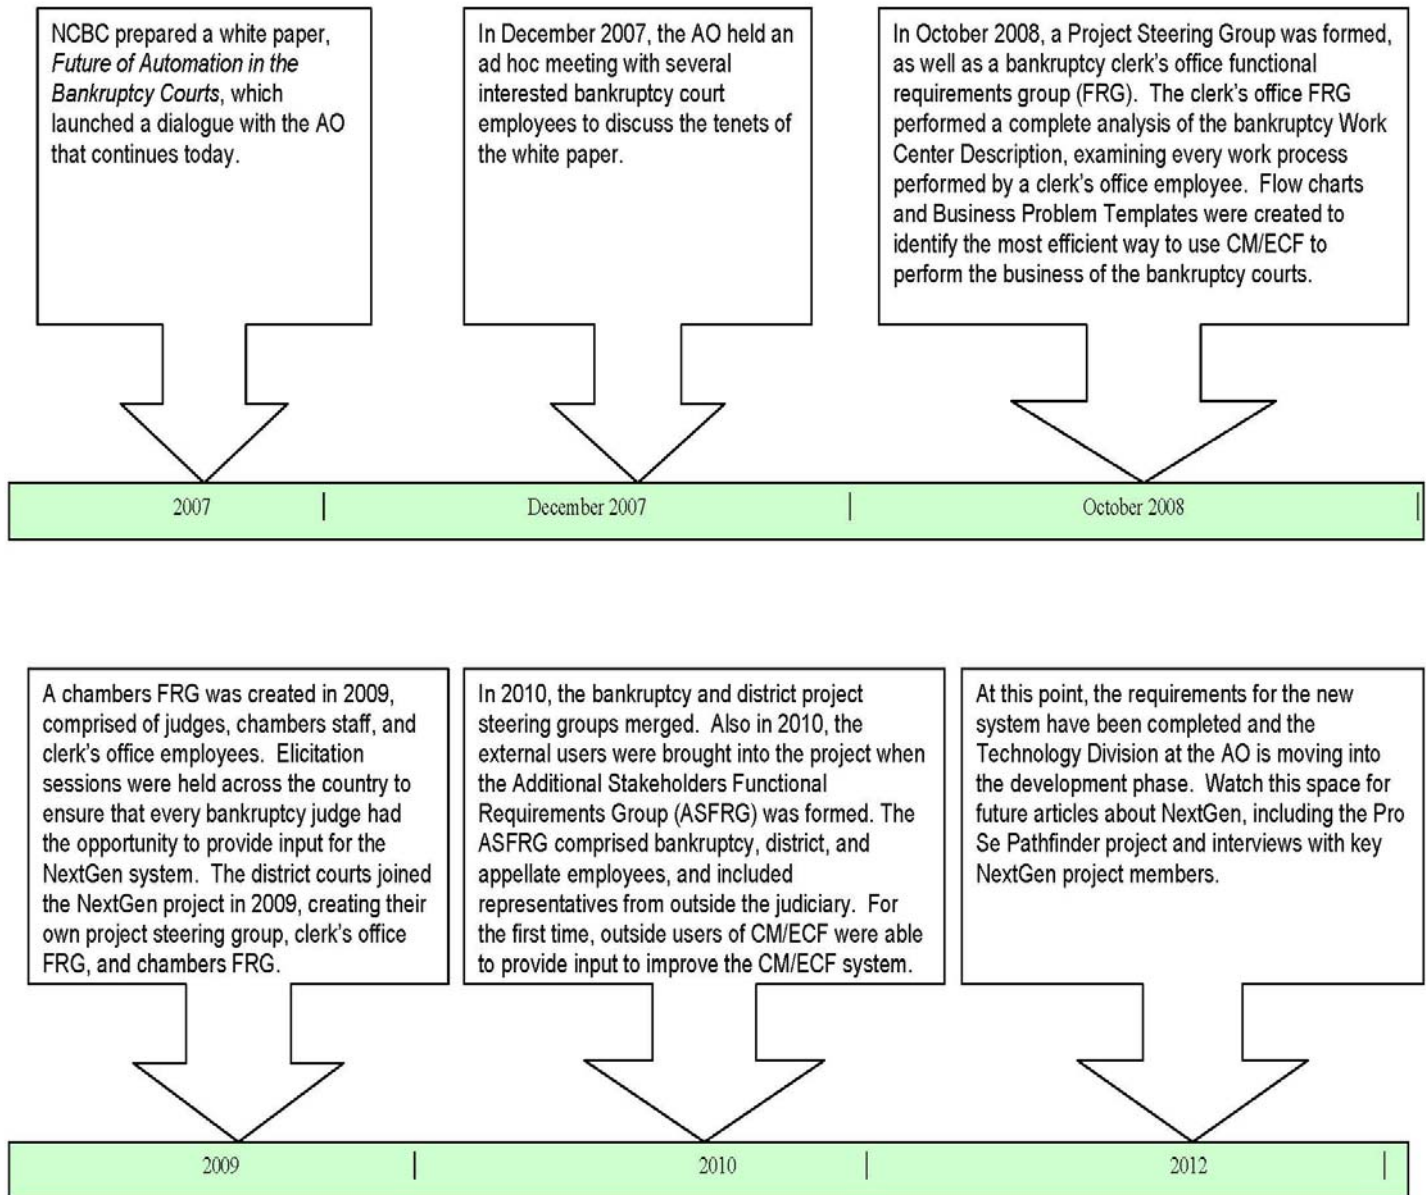 NCBC prepared a white paper,
Future of Automation in the
Bankruptcy Courts, which
launched a dialogue with the AO
that continues today.
In December 2007, the AO held an
ad hoc meeting with several
interested bankruptcy court
employees to discuss the tenets of
the white paper.
In October 2008, a Project Steering Group was formed,
as well as a bankruptcy clerk's office functional
requirements group (FRG).  The clerk's office FRG
performed a complete analysis of the bankruptcy Work
Center Description, examining every work process
performed by a clerk's office employee.  Flow charts
and Business Problem Templates were created to
identify the most efficient way to use CM/ECF to
perform the business of the bankruptcy courts.
2007
December 2007
October 2008
A chambers FRG was created in 2009,
comprised of judges, chambers staff, and
clerk's office employees.  Elicitation
sessions were held across the country to
ensure that every bankruptcy judge had
the opportunity to provide input for the
NextGen system.  The district courts joined
the NextGen project in 2009, creating their
own project steering group, clerk's office
FRG, and chambers FRG.
In 2010, the bankruptcy and district project
steering groups merged.  Also in 2010, the
external users were brought into the project when
the Additional Stakeholders Functional
Requirements Group (ASFRG) was formed. The
ASFRG comprised bankruptcy, district, and
appellate employees, and included
representatives from outside the judiciary.  For
the first time, outside users of CM/ECF were able
to provide input to improve the CM/ECF system.
At this point, the requirements for the new
system have been completed and the
Technology Division at the AO is moving into
the development phase.  Watch this space for
future articles about NextGen, including the Pro
Se Pathfinder project and interviews with key
NextGen project members.
2009
2010
2012